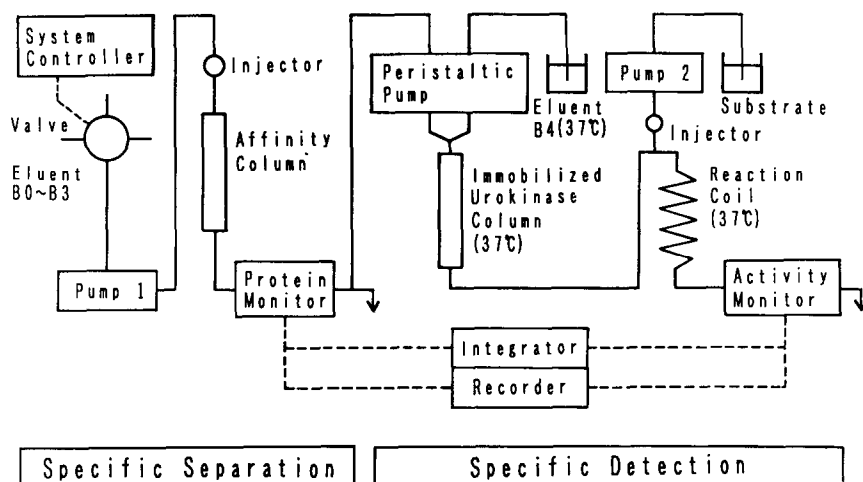 System
Controller
Valve
Eluent
B0~B3
Pump 1
Injector
Affinity
Column
Protein
Monitor
Peristaltic
Pump
Eluent
B4(37℃)
Immobilized
Urokinase
Column
(37℃)
Pump 2
Substrate
Injector
Reaction
Coil
(37℃)
Activity
Monitor
Integrator
Recorder
Specific Separation
Specific Detection